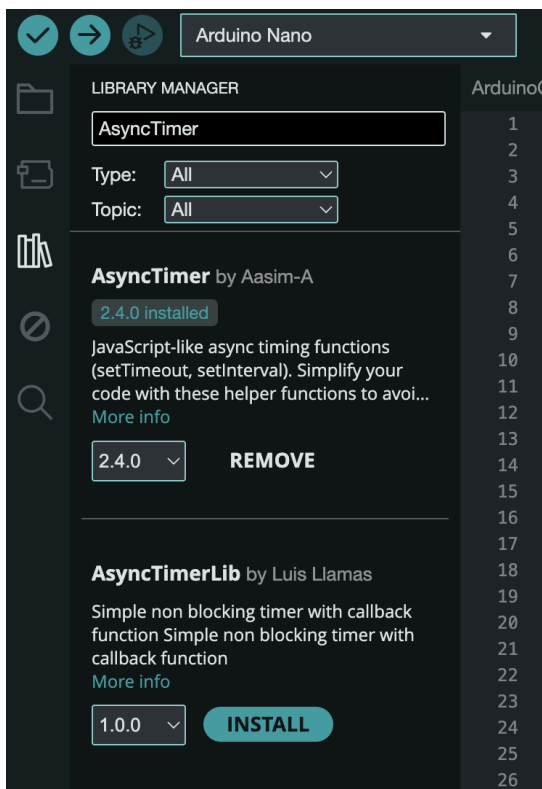 Arduino Nano
LIBRARY MANAGER
AsyncTimer
Type: All
Topic: All
AsyncTimer by Aasim-A
2.4.0 installed
JavaScript-like async timing functions
(setTimeout, setInterval). Simplify your
code with these helper functions to avoi...
More info
2.4.0 REMOVE
AsyncTimerLib by Luis Llamas
Simple non blocking timer with callback
function Simple non blocking timer with
callback function
More info
1.0.0 INSTALL
1
2
3
4
5
6
7
8
9
10
11
12
13
14
15
16
17
18
19
20
21
22
23
24
25
26